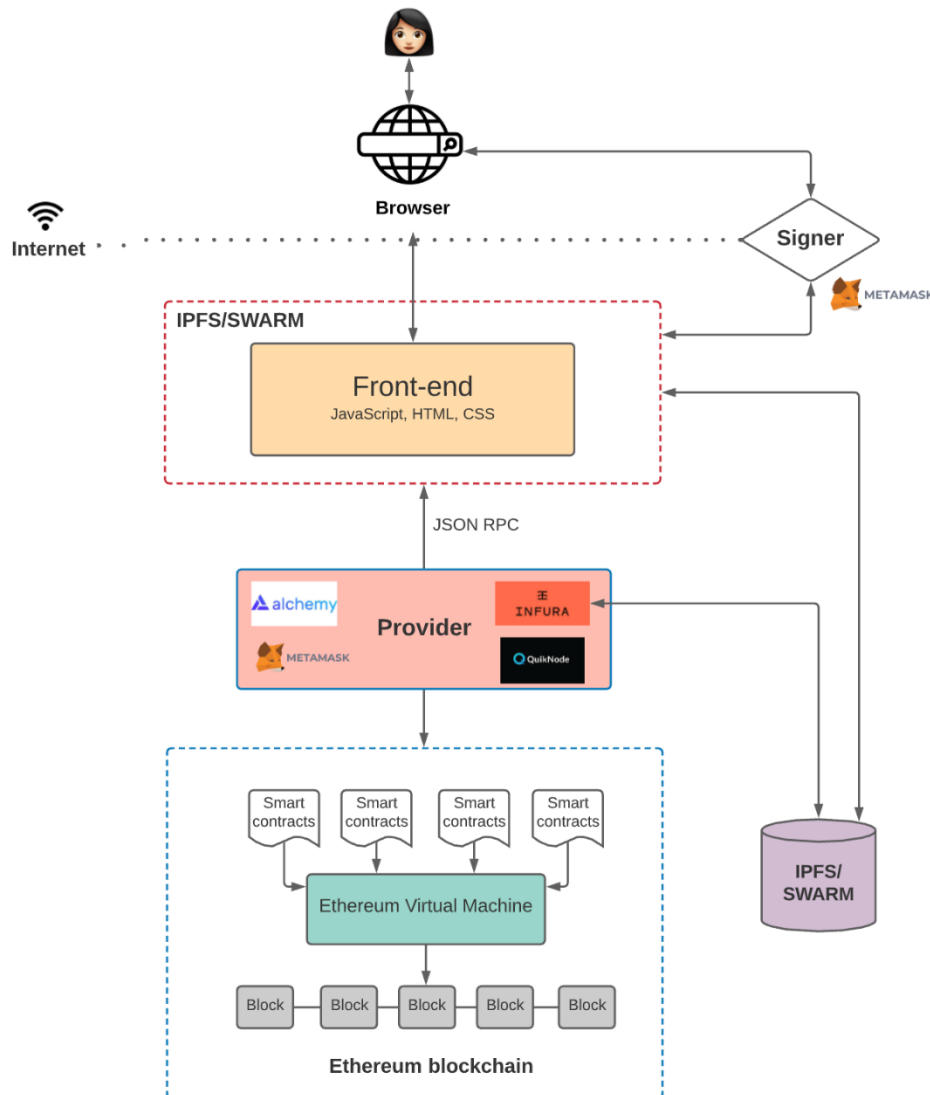 Browser
Internet
Signer
METAMASK
IPFS/SWARM
Front-end
JavaScript, HTML, CSS
JSON RPC
alchemy
INFURA
Provider
METAMASK
QuikNode
Smart
contracts
Smart
contracts
Smart
contracts
Smart
contracts
IPFS/
SWARM
Ethereum Virtual Machine
Block
Block
Block
Block
Block
Ethereum blockchain